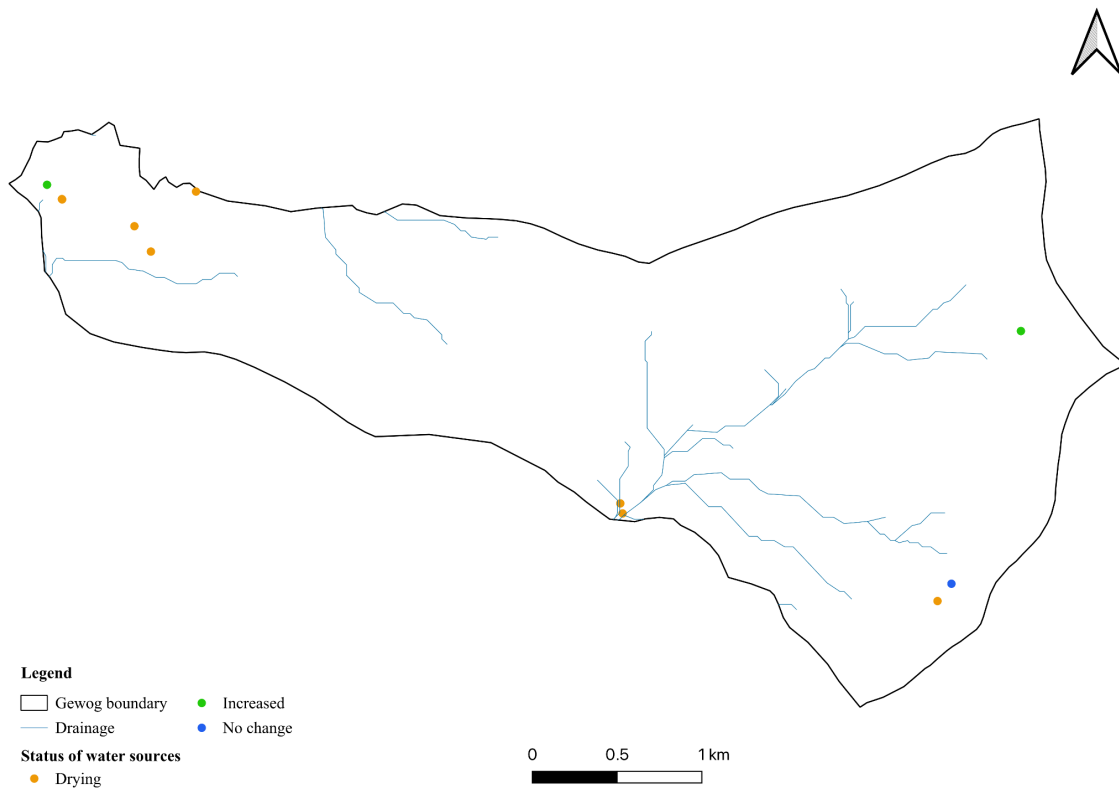 Legend
Gewog boundary
Drainage
Status of water sources
Drying
Increased
No change
0 0.5 1 km